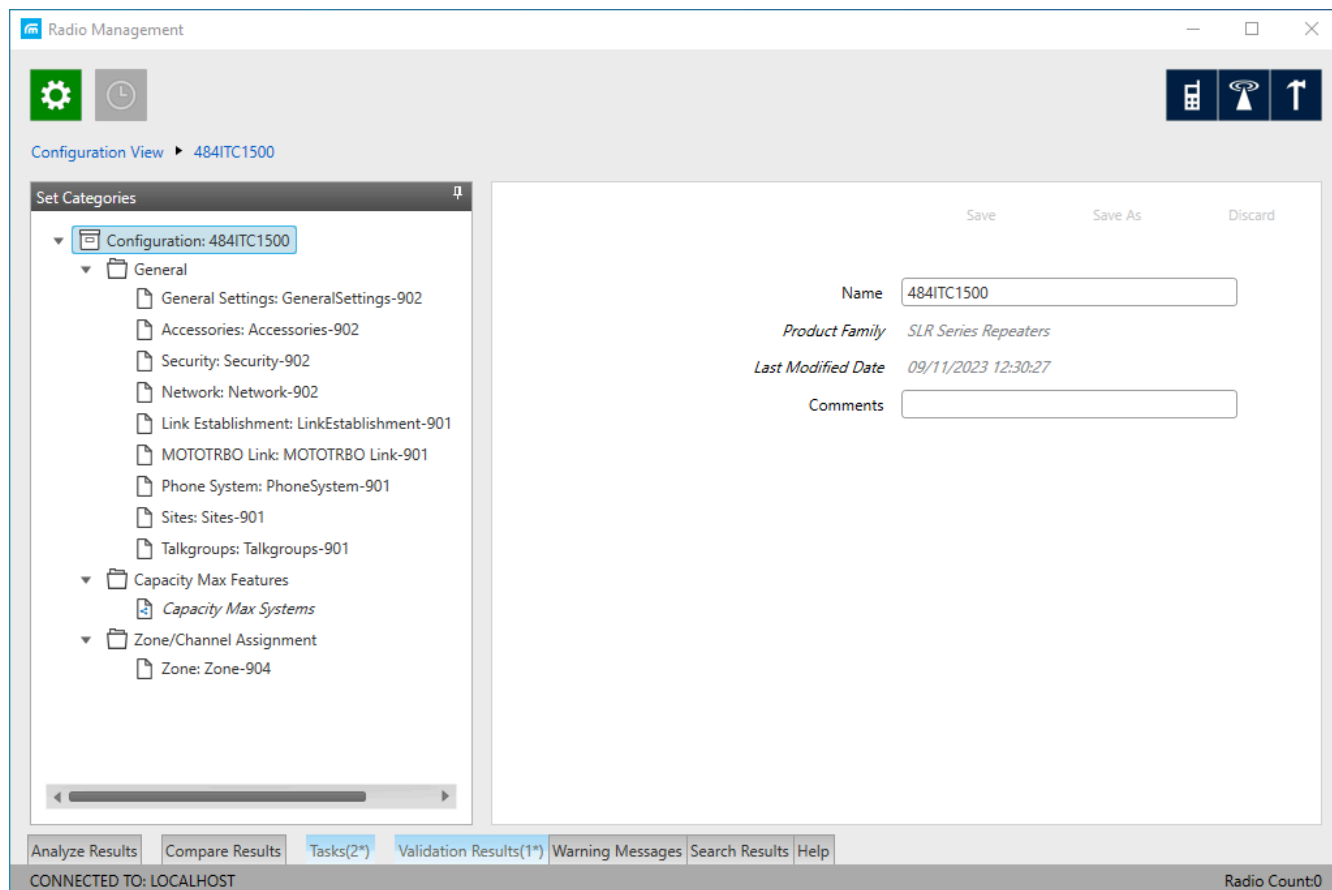 Radio Management
Configuration View
484ITC1500
Set Categories
Configuration: 484ITC1500
General
General Settings: GeneralSettings-902
Accessories: Accessories-902
Security: Security-902
Network: Network-902
Link Establishment: LinkEstablishment-901
MOTOTRBO Link: MOTOTRBO Link-901
Phone System: PhoneSystem-901
Sites: Sites-901
Talkgroups: Talkgroups-901
Capacity Max Features
Capacity Max Systems
Zone/Channel Assignment
Zone: Zone-904
Save Save As Discard
Name 484ITC1500
Product Family SLR Series Repeaters
Last Modified Date 09/11/2023 12:30:27
Comments
Analyze Results Compare Results Tasks(2*) Validation Results(1*) Warning Messages Search Results Help
CONNECTED TO: LOCALHOST Radio Count:0